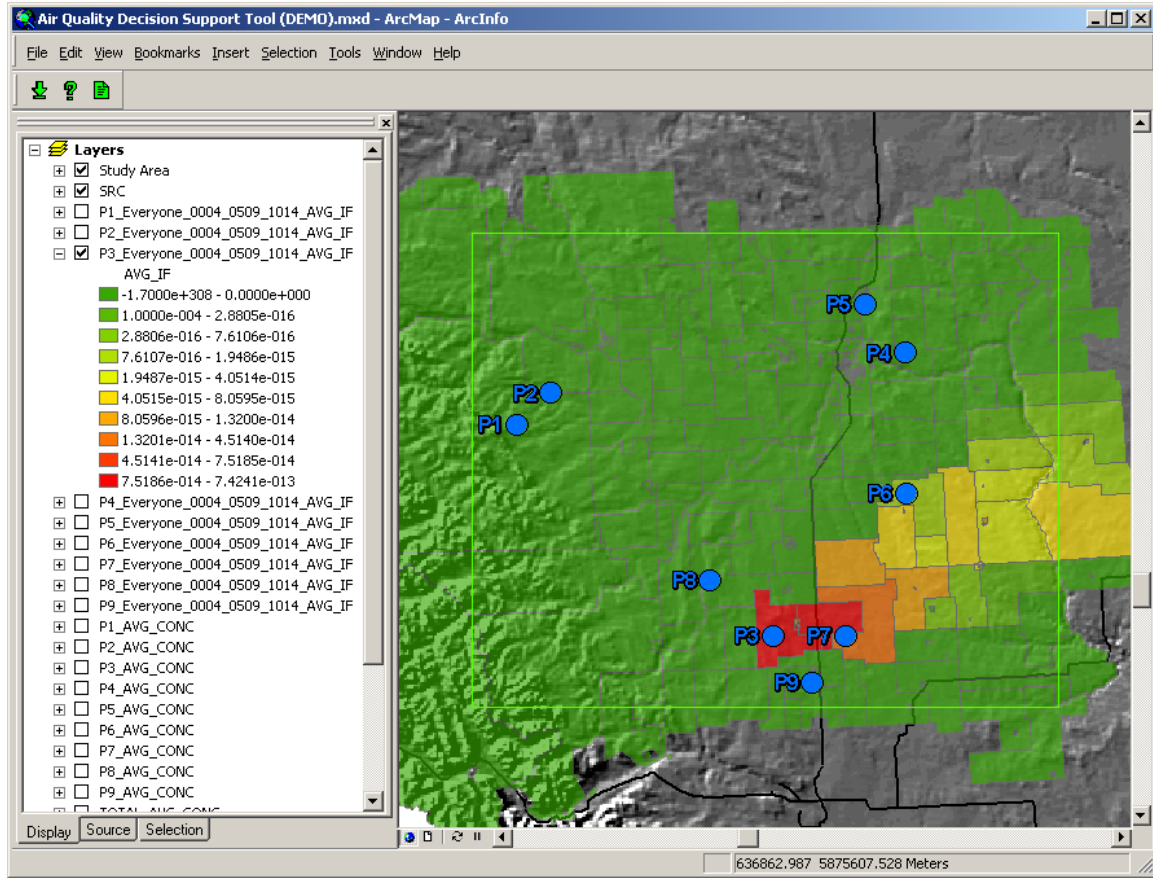 Air Quality Decision Support Tool (DEMO).mxd - ArcMap - ArcInfo
File Edit View Bookmarks Insert Selection Tools Window Help
Layers
Study Area
SRC
P1_Everyone_0004_0509_1014_AVG_IF
P2_Everyone_0004_0509_1014_AVG_IF
P3_Everyone_0004_0509_1014_AVG_IF
AVG_IF
-1.7000e+308 - 0.0000e+000
1.0000e-004 - 2.8805e-016
2.8806e-016 - 7.6106e-016
7.6107e-016 - 1.9486e-015
1.9487e-015 - 4.0514e-015
4.0515e-015 - 8.0595e-015
8.0596e-015 - 1.3200e-014
1.3201e-014 - 4.5140e-014
4.5141e-014 - 7.5185e-014
7.5186e-014 - 7.4241e-013
P4_Everyone_0004_0509_1014_AVG_IF
P5_Everyone_0004_0509_1014_AVG_IF
P6_Everyone_0004_0509_1014_AVG_IF
P7_Everyone_0004_0509_1014_AVG_IF
P8_Everyone_0004_0509_1014_AVG_IF
P9_Everyone_0004_0509_1014_AVG_IF
P1_AVG_CONC
P2_AVG_CONC
P3_AVG_CONC
P4_AVG_CONC
P5_AVG_CONC
P6_AVG_CONC
P7_AVG_CONC
P8_AVG_CONC
P9_AVG_CONC
TOTAL_AVG_CONC
Display Source Selection
P5
P4
P2
P1
P6
P8
P3 P7
P9
636862.987 5875607.528 Meters